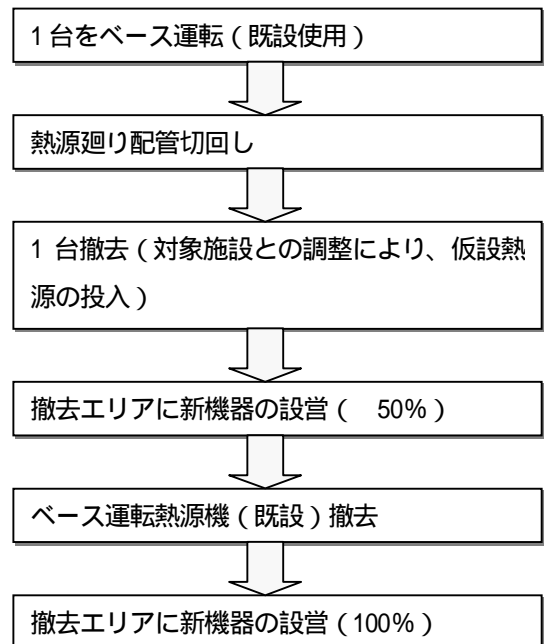 1台をベース運転(既設使用)
熱源廻り配管切回し
1 台撤去(対象施設との調整により、仮設熱
源の投入)
撤去エリアに新機器の設営( 50%)
ベース運転熱源機(既設)撤去
撤去エリアに新機器の設営(100%)